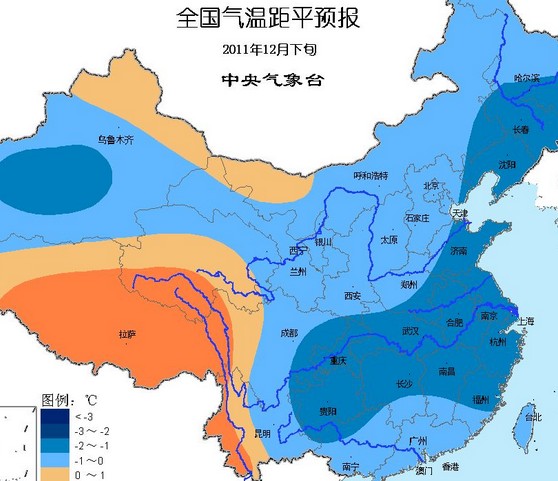 全国气温距平预报
2011年12月下旬
中央气象台
哈尔滨
长春
乌鲁木齐
沈阳
呼和浩特
北京
天津
石家庄
银川
太原
西宁
济南
兰州
郑州
西安
拉萨
成都
武汉
合肥
南京
上海
杭州
重庆
长沙
南昌
贵阳
福州
台北
昆明
广州
南宁
澳门
香港
图例: ℃
<-3
-3~-2
-2~-1
-1~0
0~1